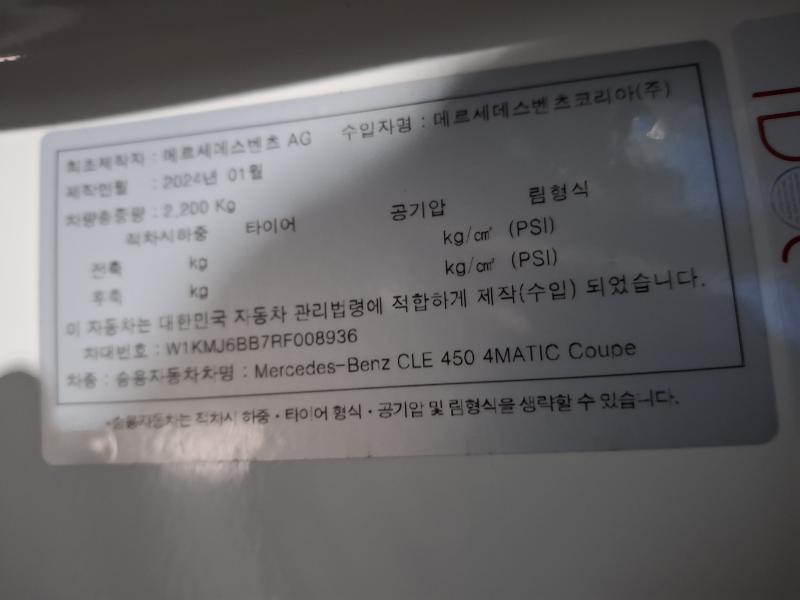 최초제작자 : 메르세데스벤츠 AG 수입자명 : 메르세데스벤츠코리아(주)
제작연월 : 2024년 01월
차량총중량 : 2,200 Kg
적차시하중 타이어 공기압 림형식
전축 kg kg/㎠ (PSI)
후축 kg kg/㎠ (PSI)
이 자동차는 대한민국 자동차 관리법령에 적합하게 제작(수입) 되었습니다.
차대번호 : W1KMJ6BB7RF008936
차종 : 승용자동차차명 : Mercedes-Benz CLE 450 4MATIC Coupe
*승용자동차는 적차시 하중・타이어 형식・공기압 및 림형식을 생략할 수 있습니다.